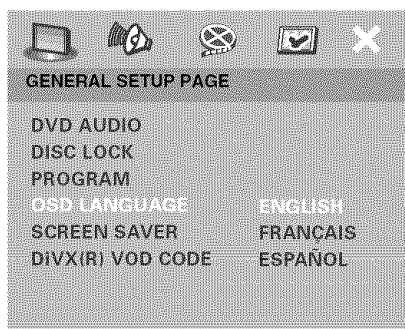 GENERAL SETUP PAGE
DVD AUDIO
DISC LOCK
PROGRAM
OSD LANGUAGE ENGLISH
SCREEN SAVER FRANÇAIS
DIVX(R) VOD CODE ESPAÑOL